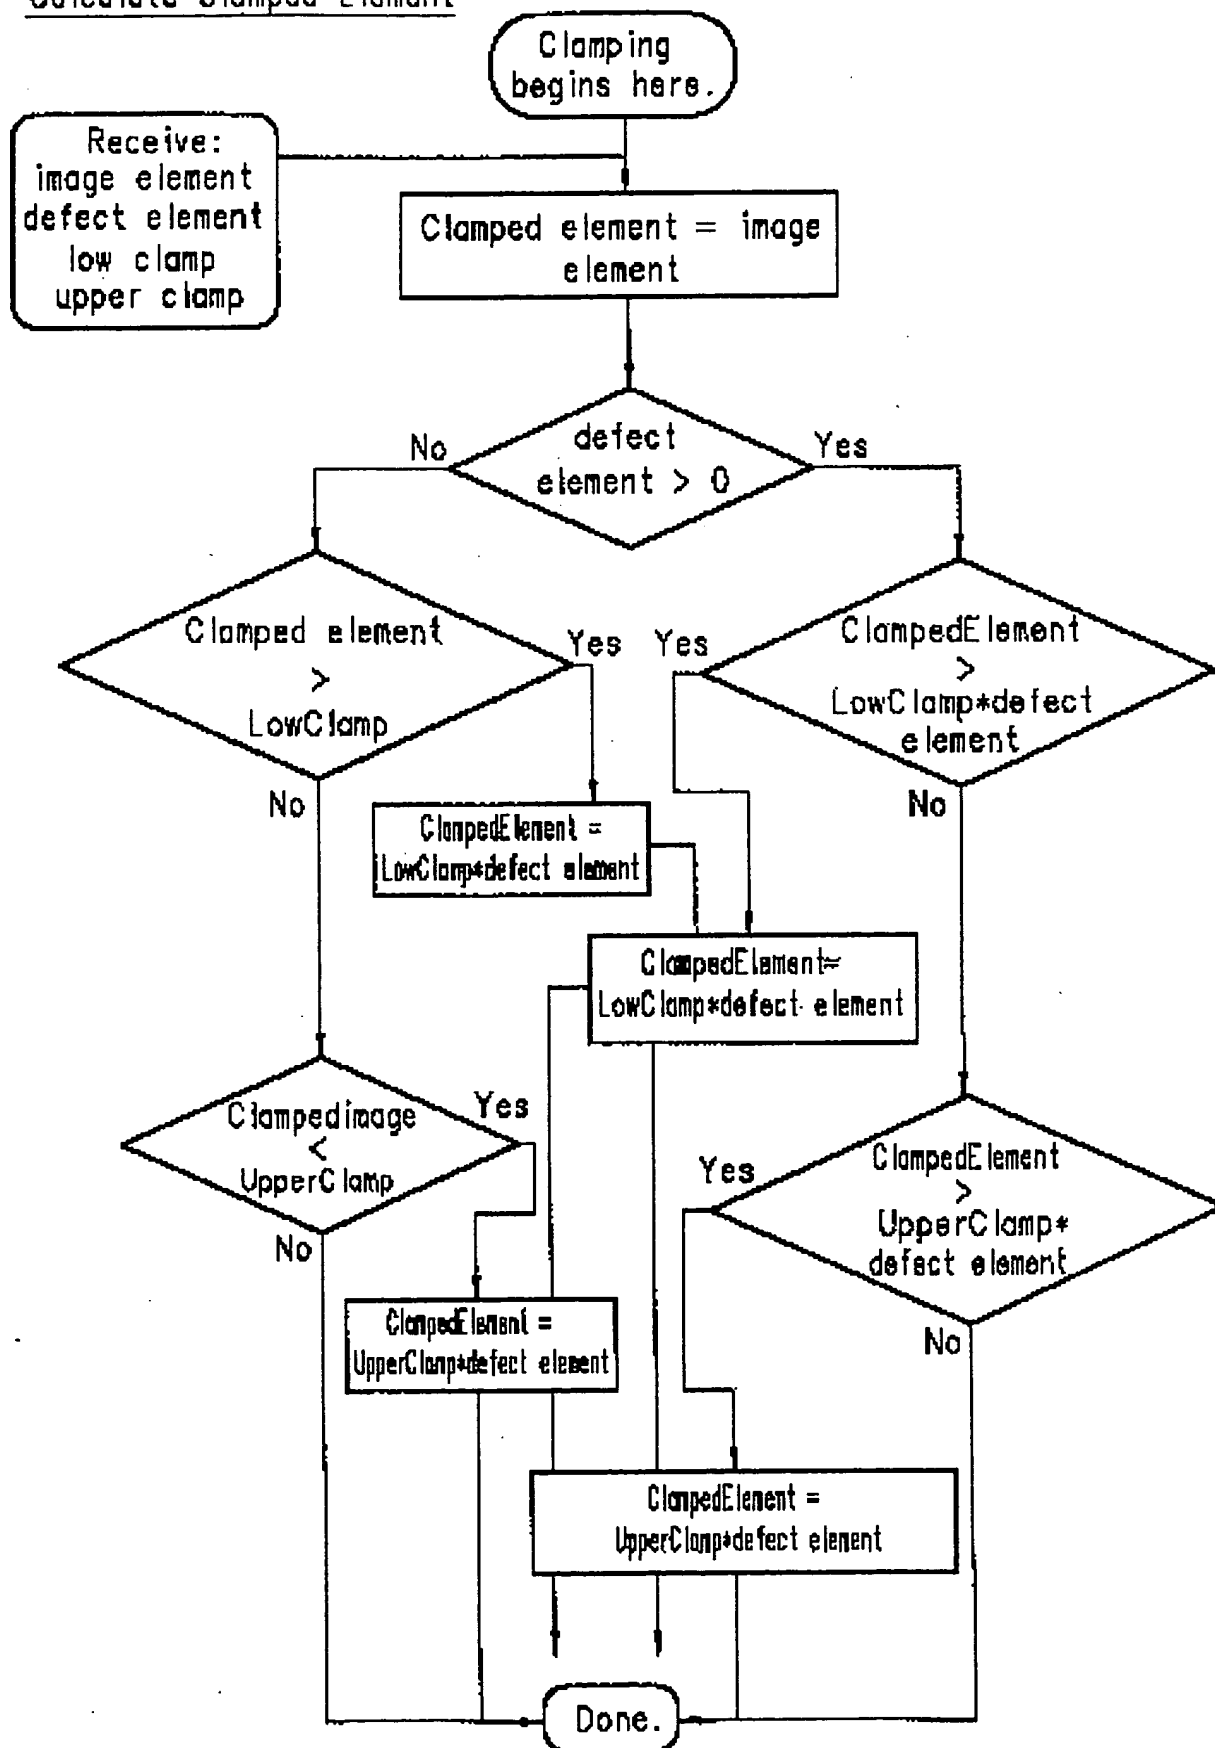 Calculate Clamped Element
Clamping
begins here.
Receive:
image element
defect element
low clamp
upper clamp
Clamped element = image
element
No
defect
element > 0
Yes
Clamped element
>
LowClamp
Yes
No
Yes
ClampedElement
>
LowClamp*defect
element
No
ClampedElement =
LowClamp*defect element
ClampedElement=
LowClamp*defect element
Clampedimage
<
UpperClamp
Yes
No
Yes
ClampedElement
>
UpperClamp*
defect element
No
ClampedElement =
UpperClamp*defect element
ClampedElement =
UpperClamp*defect element
Done.